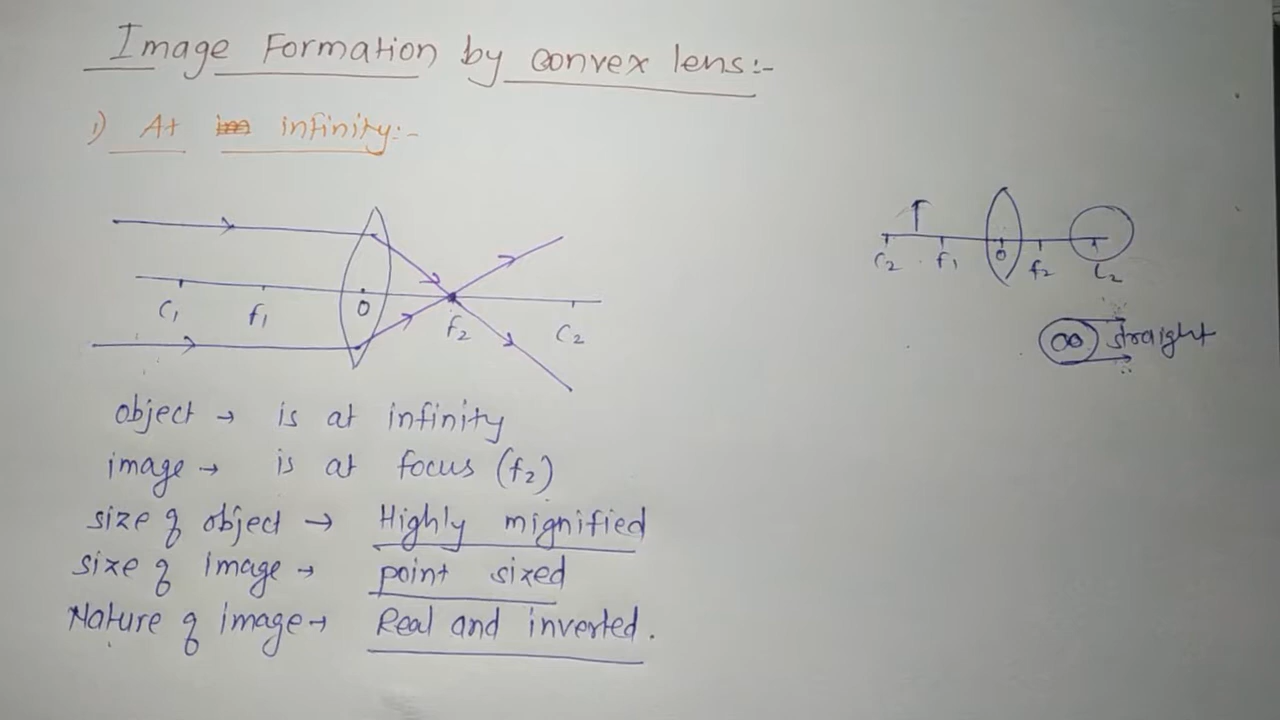 Image Formation by convex lens:-
i) At infinity:-
C1 f1 O f2 C2
object → is at infinity
image → is at focus (f2)
size of object → Highly mignified
size of image → point sized
Nature of image → Real and inverted.
C2 f1 O f2 C2
∞ straight